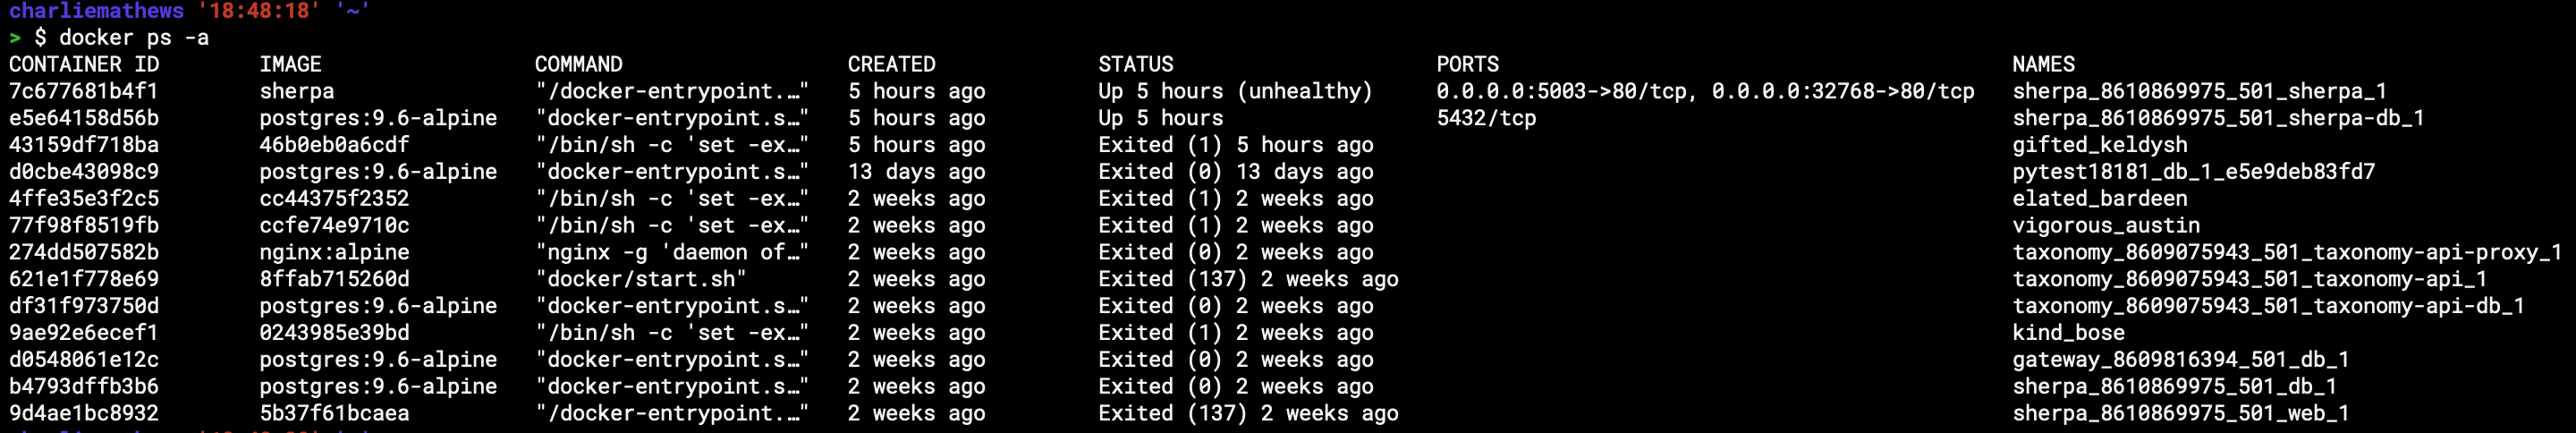 charliemathews '18:48:18' '~'
> $ docker ps -a
CONTAINER ID IMAGE COMMAND CREATED STATUS PORTS NAMES
7c677681b4f1 sherpa "/docker-entrypoint.…" 5 hours ago Up 5 hours (unhealthy) 0.0.0.0:5003->80/tcp, 0.0.0.0:32768->80/tcp sherpa_8610869975_501_sherpa_1
e5e64158d56b postgres:9.6-alpine "docker-entrypoint.s…" 5 hours ago Up 5 hours 5432/tcp sherpa_8610869975_501_sherpa-db_1
43159df718ba 46b0eb0a6cdf "/bin/sh -c 'set -ex…" 5 hours ago Exited (1) 5 hours ago gifted_keldysh
d0cbe43098c9 postgres:9.6-alpine "docker-entrypoint.s…" 13 days ago Exited (0) 13 days ago pytest18181_db_1_e5e9deb83fd7
4ffe35e3f2c5 cc44375f2352 "/bin/sh -c 'set -ex…" 2 weeks ago Exited (1) 2 weeks ago elated_bardeen
77f98f8519fb ccfe74e9710c "/bin/sh -c 'set -ex…" 2 weeks ago Exited (1) 2 weeks ago vigorous_austin
274dd507582b nginx:alpine "nginx -g 'daemon of…" 2 weeks ago Exited (0) 2 weeks ago taxonomy_8609075943_501_taxonomy-api-proxy_1
621e1f778e69 8ffab715260d "docker/start.sh" 2 weeks ago Exited (137) 2 weeks ago taxonomy_8609075943_501_taxonomy-api_1
df31f973750d postgres:9.6-alpine "docker-entrypoint.s…" 2 weeks ago Exited (0) 2 weeks ago taxonomy_8609075943_501_taxonomy-api-db_1
9ae92e6ecef1 0243985e39bd "/bin/sh -c 'set -ex…" 2 weeks ago Exited (1) 2 weeks ago kind_bose
d0548061e12c postgres:9.6-alpine "docker-entrypoint.s…" 2 weeks ago Exited (0) 2 weeks ago gateway_8609816394_501_db_1
b4793dffb3b6 postgres:9.6-alpine "docker-entrypoint.s…" 2 weeks ago Exited (0) 2 weeks ago sherpa_8610869975_501_db_1
9d4ae1bc8932 5b37f61bcaea "/docker-entrypoint.…" 2 weeks ago Exited (137) 2 weeks ago sherpa_8610869975_501_web_1